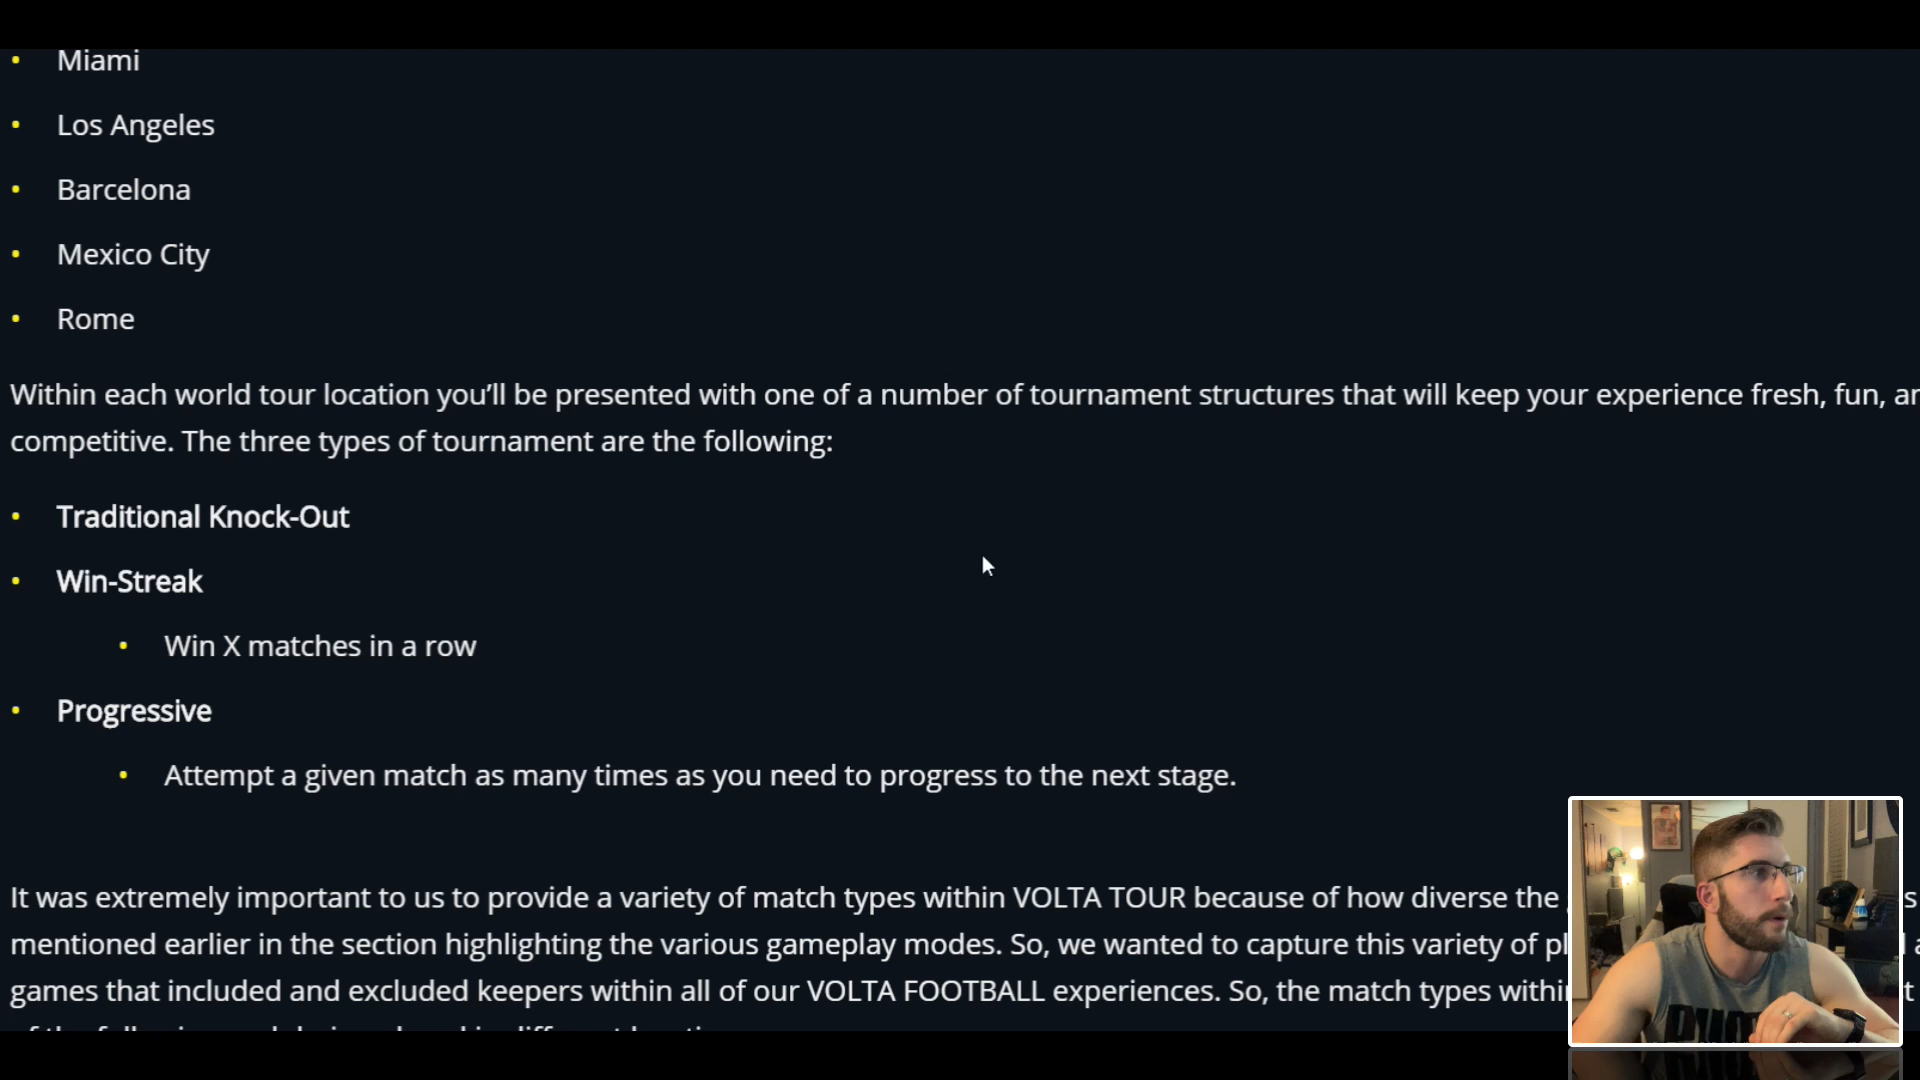 Miami
Los Angeles
Barcelona
Mexico City
Rome
Within each world tour location you’ll be presented with one of a number of tournament structures that will keep your experience fresh, fun,
competitive. The three types of tournament are the following:
Traditional Knock-Out
Win-Streak
Win X matches in a row
Progressive
Attempt a given match as many times as you need to progress to the next stage.
It was extremely important to us to provide a variety of match types within VOLTA TOUR because of how diverse the
mentioned earlier in the section highlighting the various gameplay modes. So, we wanted to capture this variety of
games that included and excluded keepers within all of our VOLTA FOOTBALL experiences. So, the match types